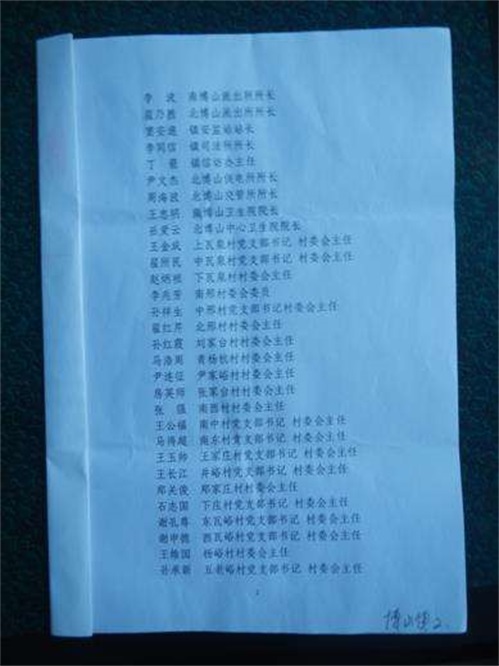 李 波 南博山派出所所长
翟乃胜 北博山派出所所长
窦安通 镇安监站站长
李同信 镇司法所所长
丁 镇信访办主任
尹文杰 北博山供电所所长
周海波 北博山交管所所长
王志明 南博山卫生院院长
岳爱云 北博山中心卫生院院长
王金斌 上瓦泉村党支部书记 村委会主任
翟所民 中瓦泉村党支部书记 村委会主任
赵炳祖 下瓦泉村村委会主任
李兆芳 南邢村委会委员
孙祥生 中邢村党支部书记村委会主任
翟红芹 北邢村村委会主任
孙红霞 刘家台村村委会主任
马浩周 黄杨杭村村委会主任
尹连征 尹家峪村村委会主任
房英师 张家台村村委会主任
张 强 南西村村委会主任
王公福 南中村党支部书记 村委会主任
马尚超 南东村党支部书记 村委会主任
王玉帅 王家庄村党支部书记 村委会主任
王长江 井峪村党支部书记 村委会主任
郑关俊 郑家庄村村委会主任
石志国 下庄村党支部书记 村委会主任
谢孔尊 东瓦峪村党支部书记 村委会主任
谢申德 西瓦峪村党支部书记 村委会主任
王维国 杨峪村村委会主任
孙承新 五老峪村党支部书记 村委会主任
2
博山镇2.